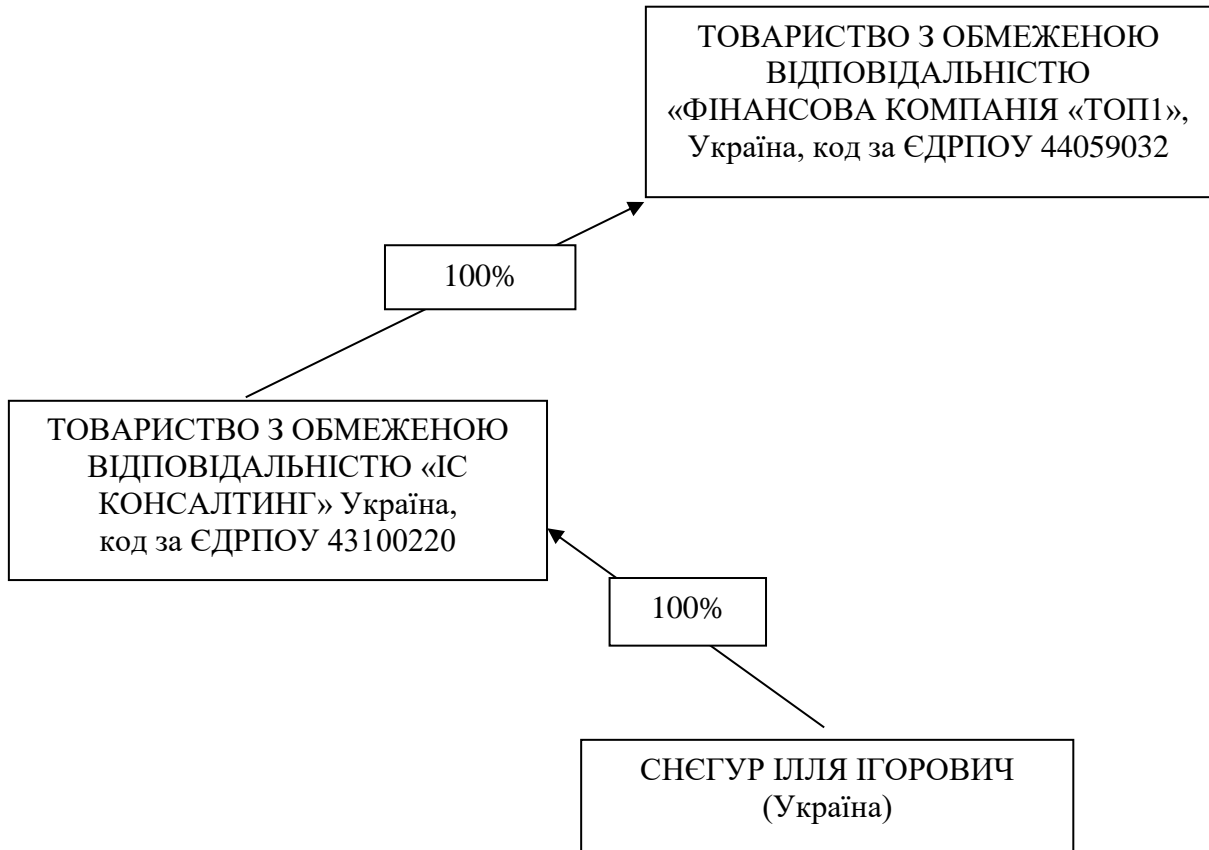 ТОВАРИСТВО З ОБМЕЖЕНОЮ
ВІДПОВІДАЛЬНІСТЮ
«ФІНАНСОВА КОМПАНІЯ «ТОП1»,
Україна, код за ЄДРПОУ 44059032
100%
ТОВАРИСТВО З ОБМЕЖЕНОЮ
ВІДПОВІДАЛЬНІСТЮ «ІС
КОНСАЛТИНГ» Україна,
код за ЄДРПОУ 43100220
100%
СНЄГУР ІЛЛЯ ІГОРОВИЧ
(Україна)